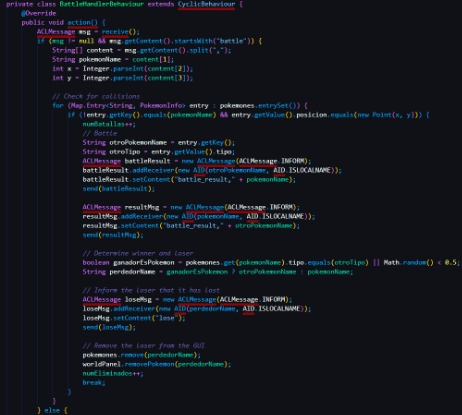 private class BattleHandlerBehaviour extends CyclicBehaviour {
@Override
public void action() {
ACLMessage msg = receive();
if (msg != null && msg.getContent().startsWith("battle")) {
String[] content = msg.getContent().split(",");
String pokemonName = content[1];
int x = Integer.parseInt(content[2]);
int y = Integer.parseInt(content[3]);
// Check for collisions
for (Map.Entry<String, PokemonInfo> entry : pokemones.entrySet()) {
if (!entry.getKey().equals(pokemonName) && entry.getValue().posicion.equals(new Point(x, y))) {
numBatallas++;
// Battle
String otroPokemonName = entry.getKey();
String otroTipo = entry.getValue().tipo;
ACLMessage battleResult = new ACLMessage(ACLMessage.INFORM);
battleResult.addReceiver(new AID(otroPokemonName, AID.ISLOCALNAME));
battleResult.setContent("battle_result," + pokemonName);
send(battleResult);
ACLMessage resultMsg = new ACLMessage(ACLMessage.INFORM);
resultMsg.addReceiver(new AID(pokemonName, AID.ISLOCALNAME));
resultMsg.setContent("battle_result," + otroPokemonName);
send(resultMsg);
// Determine winner and loser
boolean ganadorEsPokemon = pokemones.get(pokemonName).tipo.equals(otroTipo) || Math.random() < 0.5;
String perdedorName = ganadorEsPokemon ? otroPokemonName : pokemonName;
// Inform the loser that it has lost
ACLMessage loseMsg = new ACLMessage(ACLMessage.INFORM);
loseMsg.addReceiver(new AID(perdedorName, AID.ISLOCALNAME));
loseMsg.setContent("lose");
send(loseMsg);
// Remove the loser from the GUI
pokemones.remove(perdedorName);
worldPanel.removePokemon(perdedorName);
numEliminados++;
break;
}
}
} else {